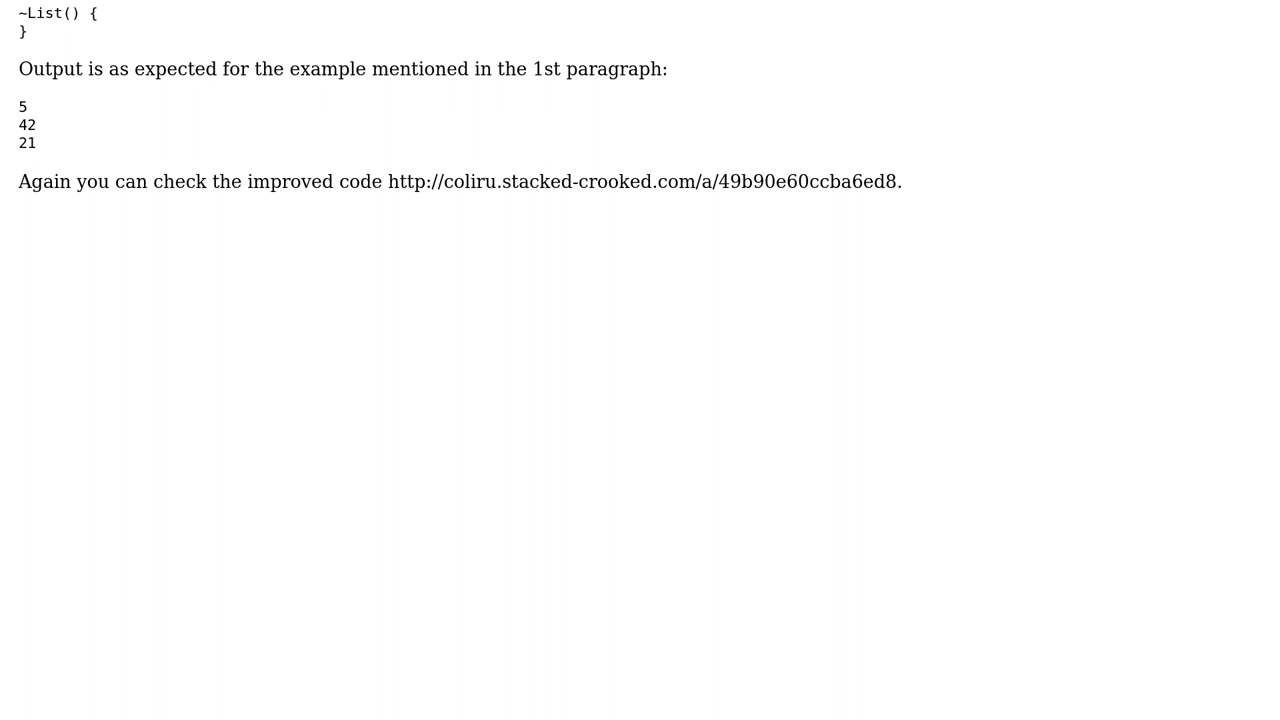 ~List() {
}
Output is as expected for the example mentioned in the 1st paragraph:
5
42
21
Again you can check the improved code http://coliru.stacked-crooked.com/a/49b90e60ccba6ed8.